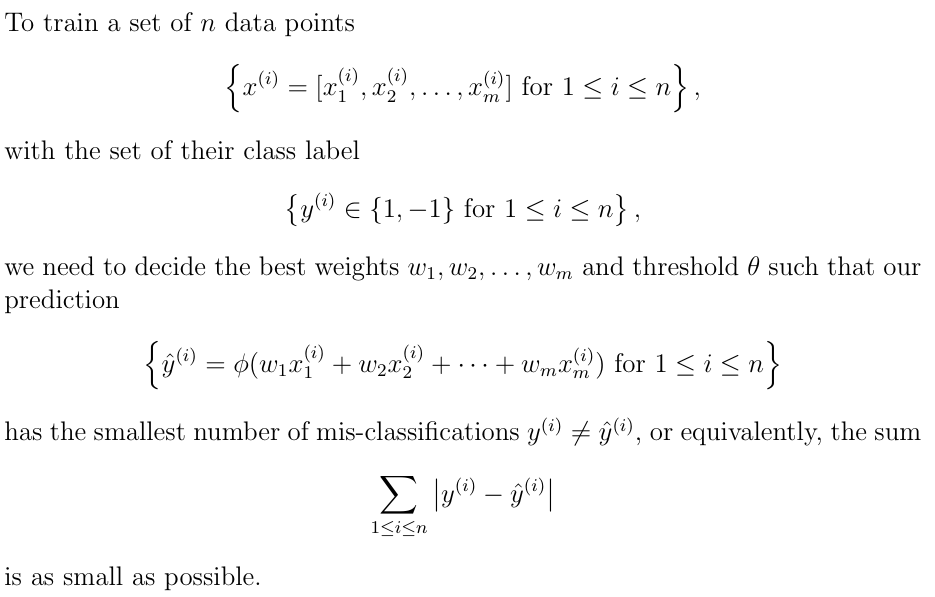 To train a set of $n$ data points
$$\left\{ x^{(i)} = [x_1^{(i)}, x_2^{(i)}, \ldots, x_m^{(i)}] \text{ for } 1 \leq i \leq n \right\},$$
with the set of their class label
$$\left\{ y^{(i)} \in \{1, -1\} \text{ for } 1 \leq i \leq n \right\},$$
we need to decide the best weights $w_1, w_2, \ldots, w_m$ and threshold $\theta$ such that our
prediction
$$\left\{ \hat{y}^{(i)} = \phi(w_1 x_1^{(i)} + w_2 x_2^{(i)} + \cdots + w_m x_m^{(i)}) \text{ for } 1 \leq i \leq n \right\}$$
has the smallest number of mis-classifications $y^{(i)} \neq \hat{y}^{(i)}$, or equivalently, the sum
$$\sum_{1 \leq i \leq n} \left| y^{(i)} - \hat{y}^{(i)} \right|$$
is as small as possible.